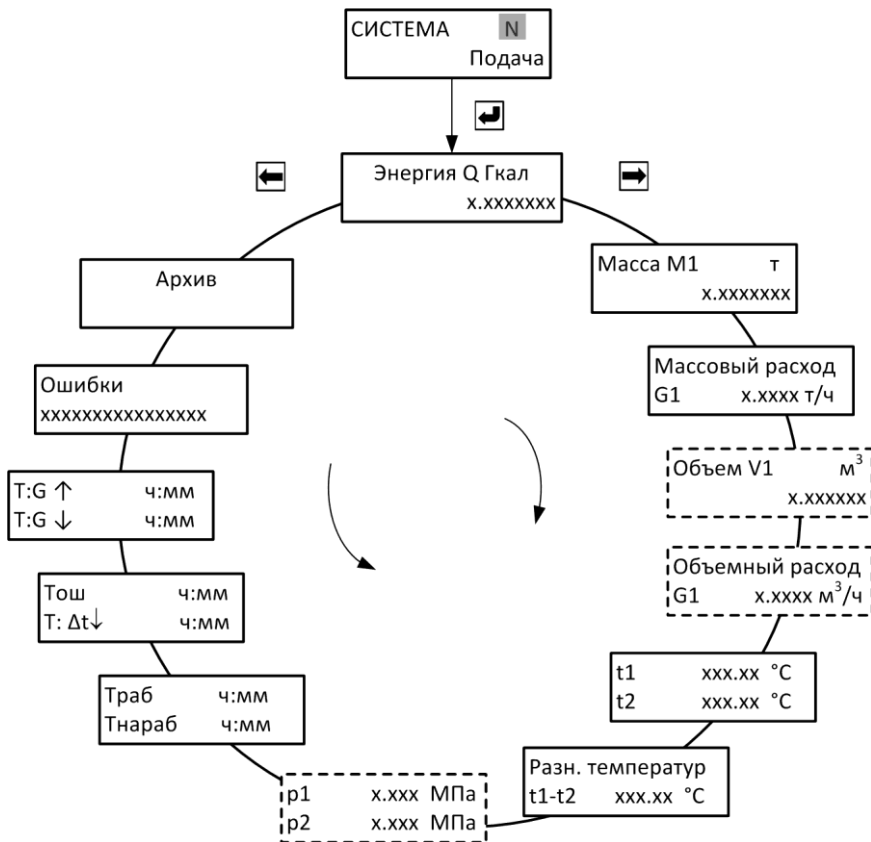 СИСТЕМА N
Подача
Энергия Q Гкал
x.xxxxxxx
Масса M1 т
x.xxxxxxx
Массовый расход
G1 x.xxxx т/ч
Объем V1 м³
x.xxxxxx
Объемный расход
G1 x.xxxx м³/ч
t1 xxx.xx °C
t2 xxx.xx °C
Разн. температур
t1-t2 xxx.xx °C
p1 x.xxx МПа
p2 x.xxx МПа
Траб ч:мм
Тнараб ч:мм
Тош ч:мм
T: Δt↓ ч:мм
T:G ↑ ч:мм
T:G ↓ ч:мм
Ошибки
xxxxxxxxxxxxxxxx
Архив